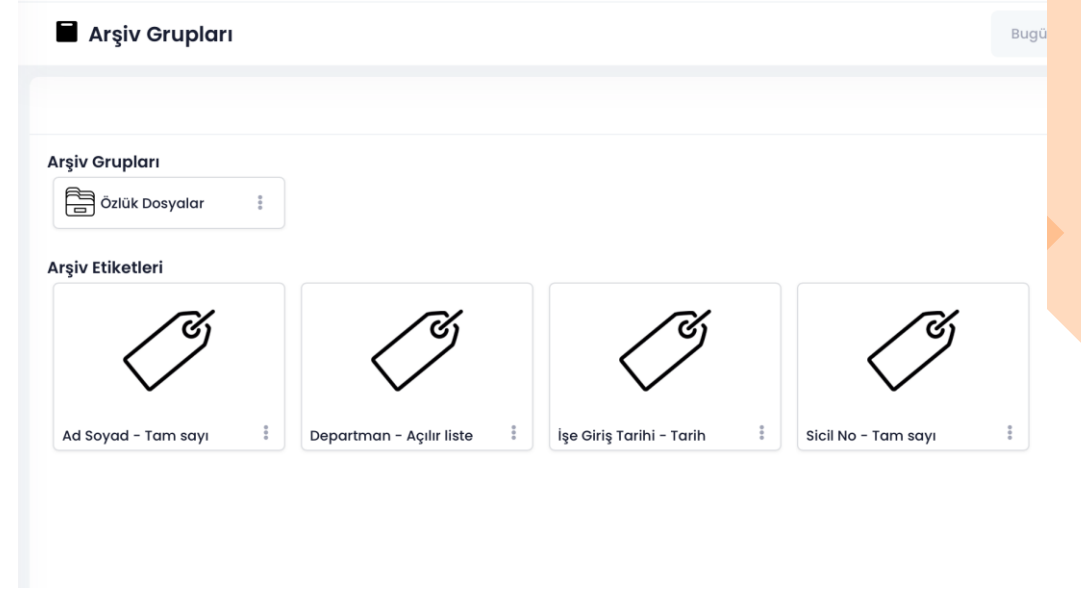 Arşiv Grupları
Bugü
Arşiv Grupları
Özlük Dosyalar
Arşiv Etiketleri
Ad Soyad - Tam sayı
Departman - Açılır liste
İşe Giriş Tarihi - Tarih
Sicil No - Tam sayı